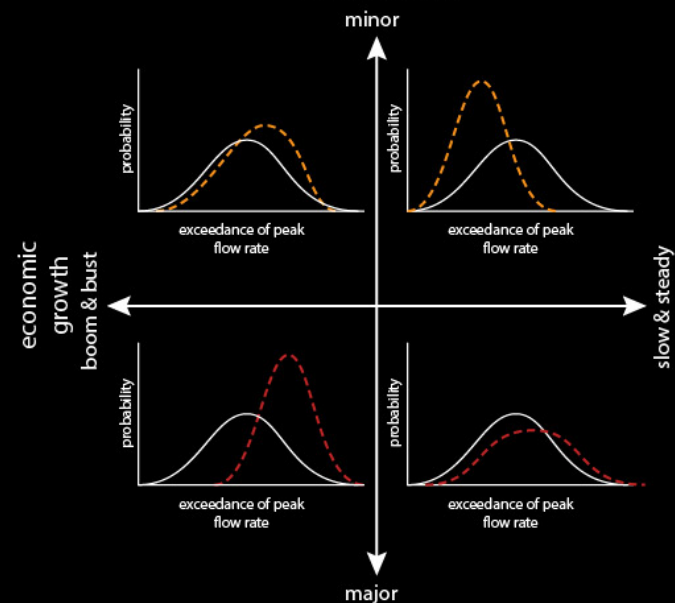 minor
probability
exceedance of peak
flow rate
probability
exceedance of peak
flow rate
economic
growth
boom & bust
slow & steady
probability
exceedance of peak
flow rate
probability
exceedance of peak
flow rate
major